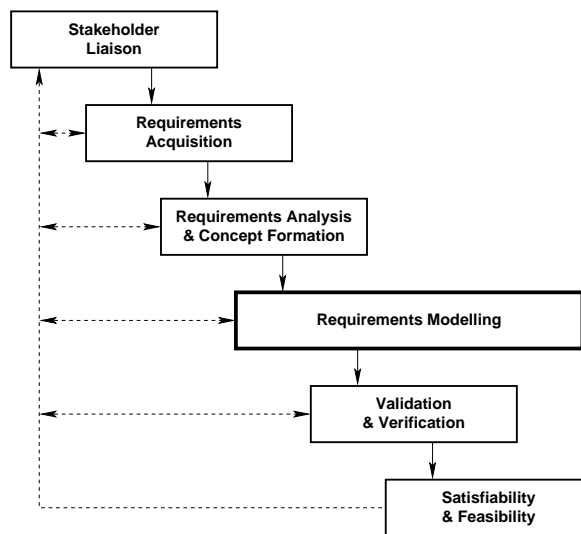 Stakeholder
Liaison
Requirements
Acquisition
Requirements Analysis
& Concept Formation
Requirements Modelling
Validation
& Verification
Satisfiability
& Feasibility